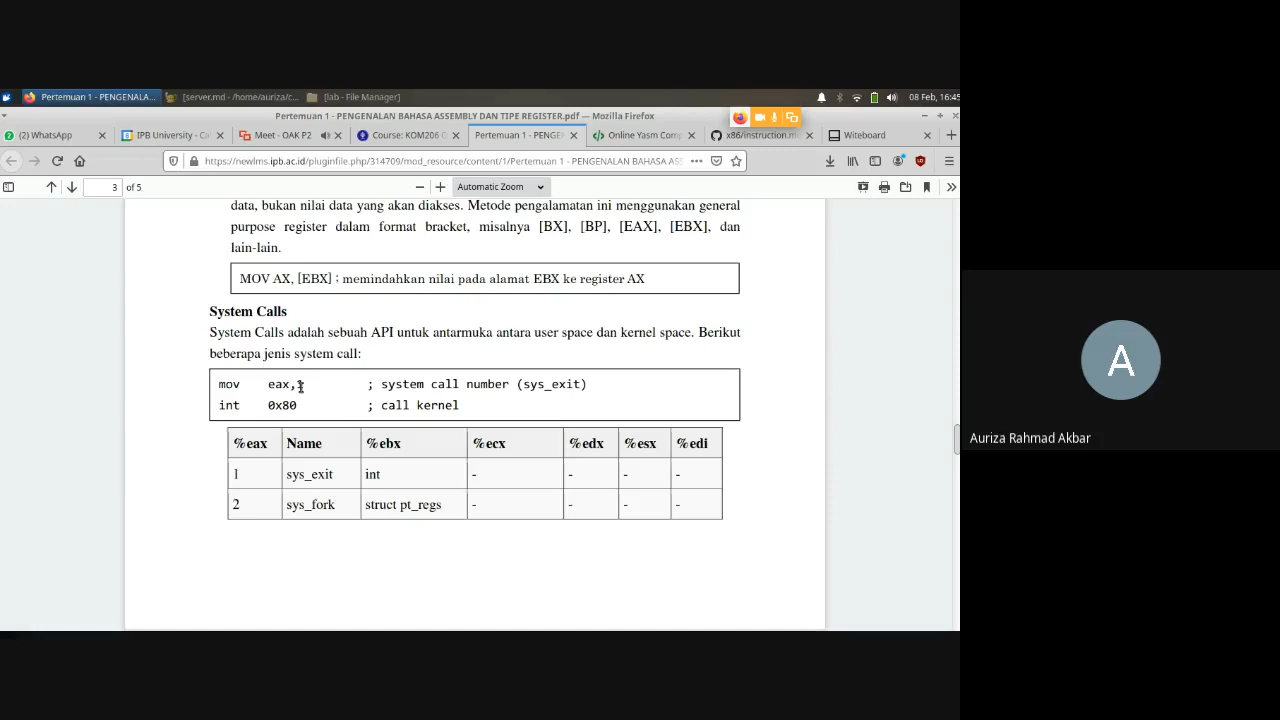 Pertemuan 1 - PENGENALA... [server.md - /home/auriza/c... [lab - File Manager] 08 Feb, 16:45
Pertemuan 1 - PENGENALAN BAHASA ASSEMBLY DAN TIPE REGISTER.pdf — Mozilla Firefox
(2) WhatsApp IPB University - Ca Meet - OAK P2 Course: KOM206 O Pertemuan 1 - PENGE Online Yasm Comp x86/instruction.m Witeboard
https://newlms.ipb.ac.id/pluginfile.php/314709/mod_resource/content/1/Pertemuan 1 - PENGENALAN BAHASA ASS
3 of 5 Automatic Zoom
data, bukan nilai data yang akan diakses. Metode pengalamatan ini menggunakan general
purpose register dalam format bracket, misalnya [BX], [BP], [EAX], [EBX], dan
lain-lain.
MOV AX, [EBX] ; memindahkan nilai pada alamat EBX ke register AX
System Calls
System Calls adalah sebuah API untuk antarmuka antara user space dan kernel space. Berikut
beberapa jenis system call:
mov eax, ; system call number (sys_exit)
int 0x80 ; call kernel
%eax Name %ebx %ecx %edx %esx %edi
1 sys_exit int - - - -
2 sys_fork struct pt_regs - - - -
A
Auriza Rahmad Akbar